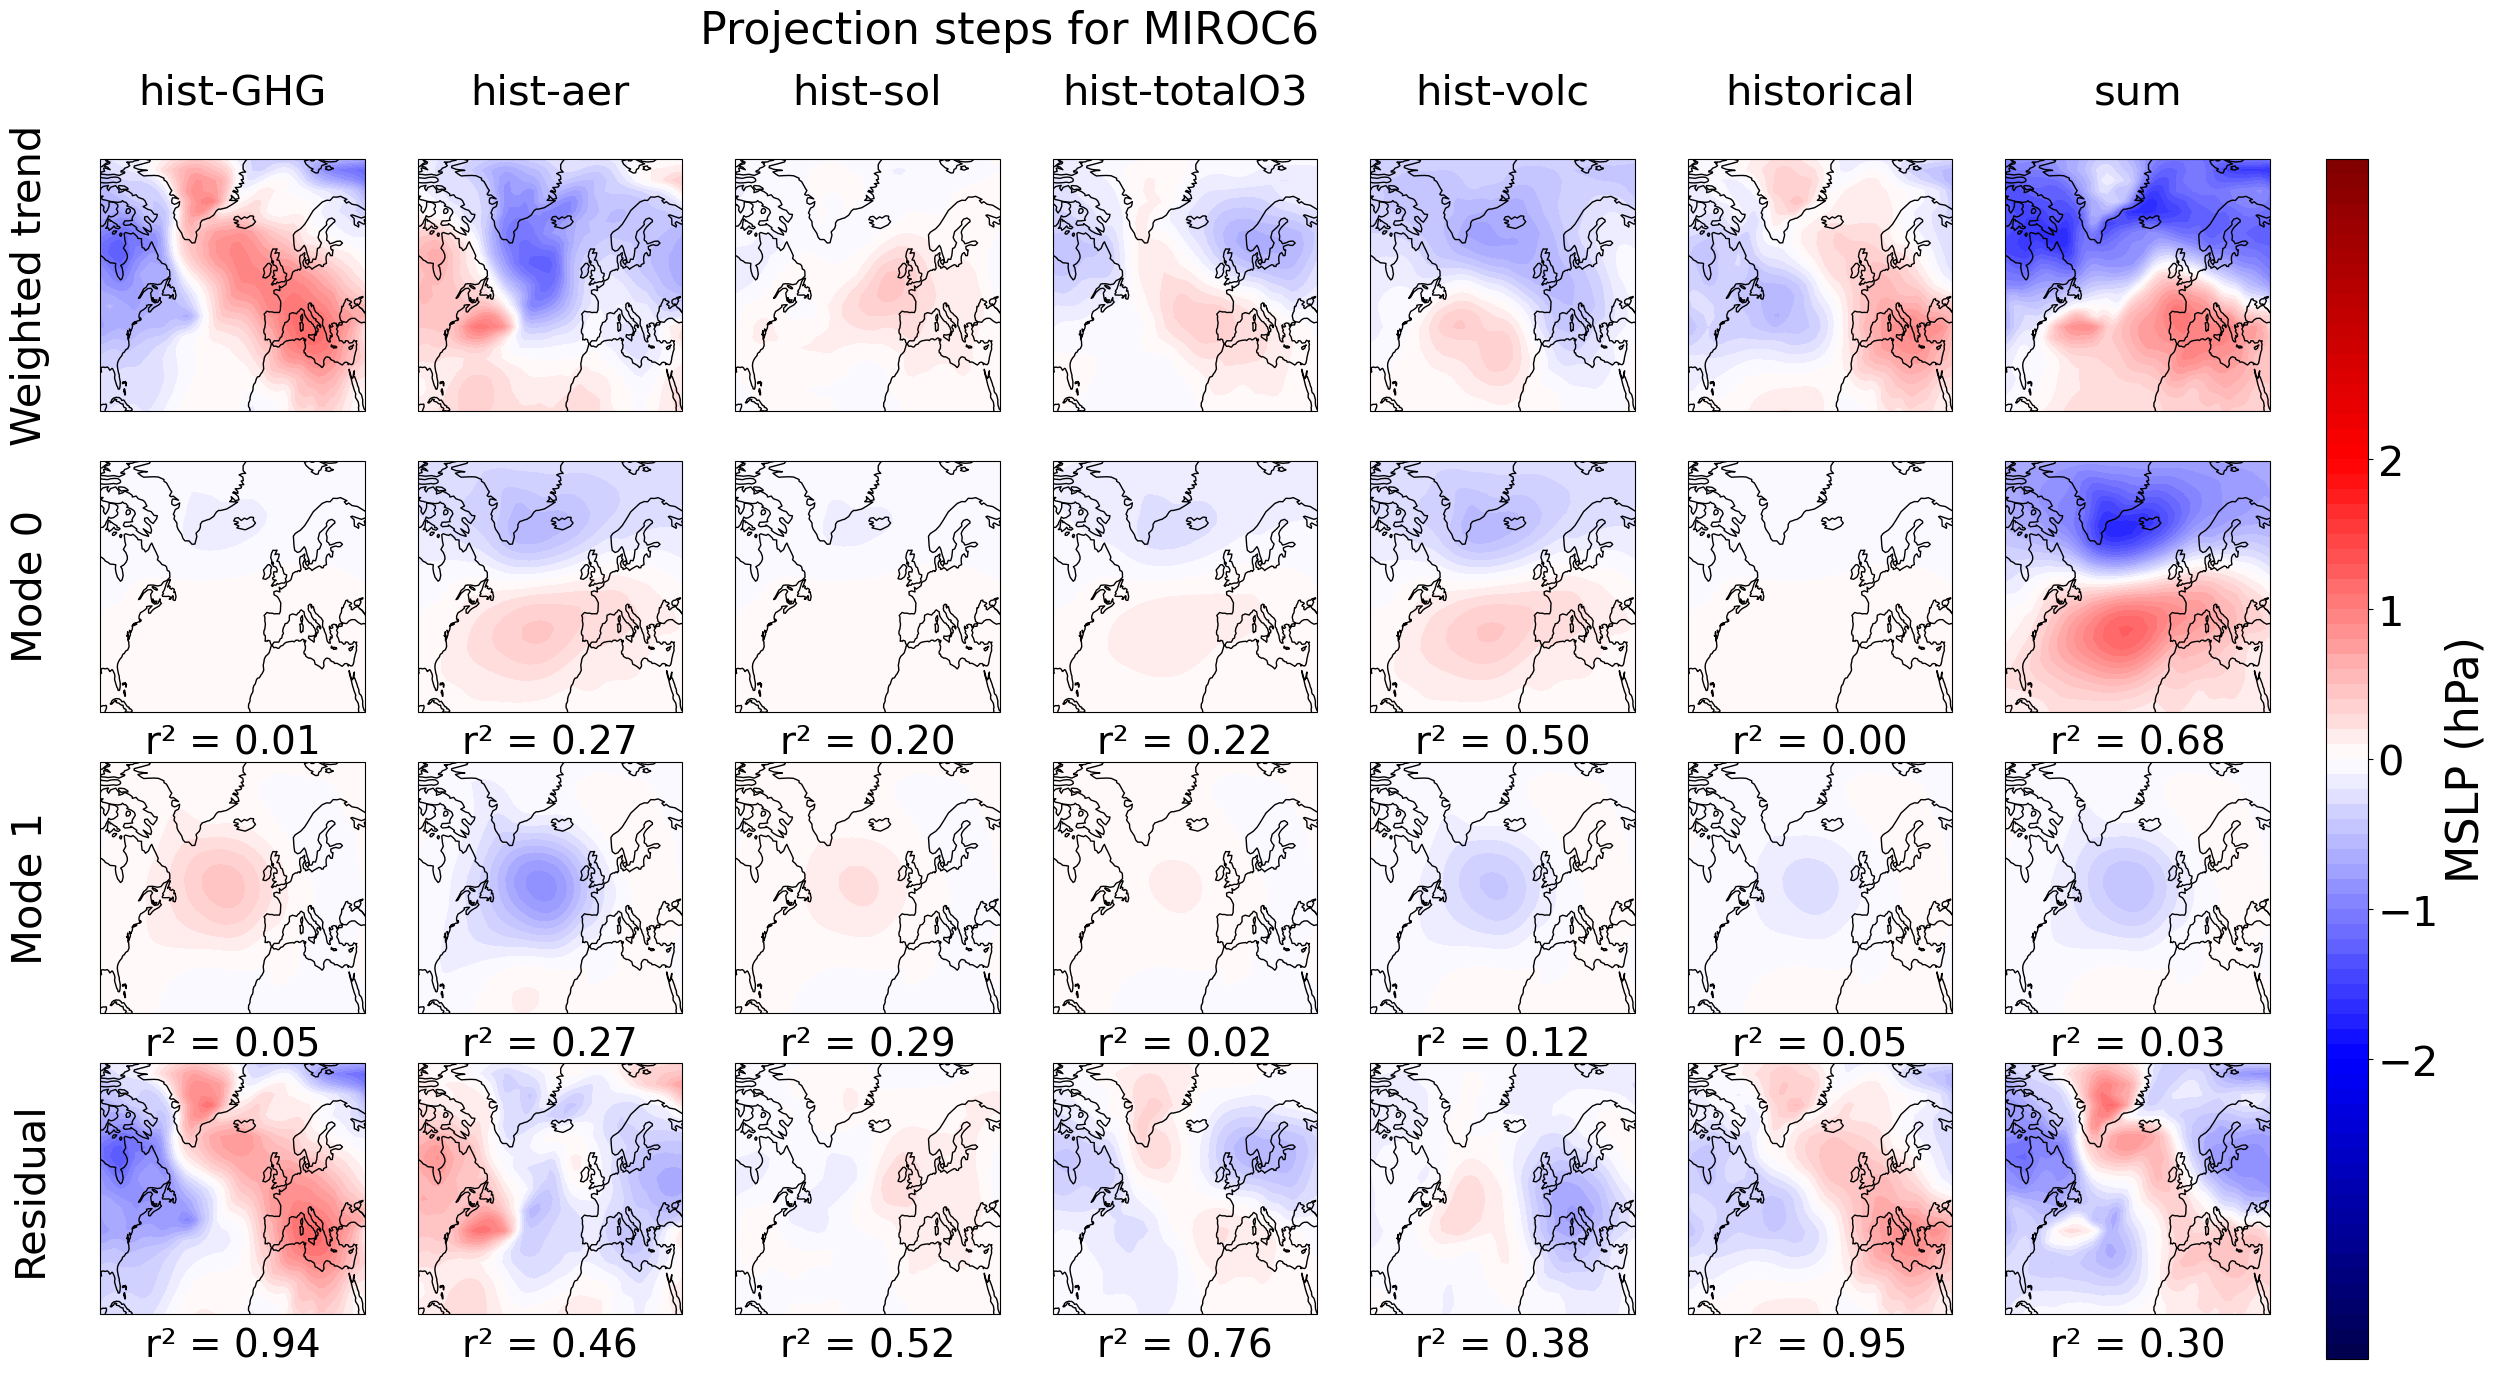 Projection steps for MIROC6
hist-GHG hist-aer hist-sol hist-totalO3 hist-volc historical sum
Weighted trend
Mode 0
r² = 0.01 r² = 0.27 r² = 0.20 r² = 0.22 r² = 0.50 r² = 0.00 r² = 0.68
Mode 1
r² = 0.05 r² = 0.27 r² = 0.29 r² = 0.02 r² = 0.12 r² = 0.05 r² = 0.03
Residual
r² = 0.94 r² = 0.46 r² = 0.52 r² = 0.76 r² = 0.38 r² = 0.95 r² = 0.30
2
1
0
−1
−2
MSLP (hPa)